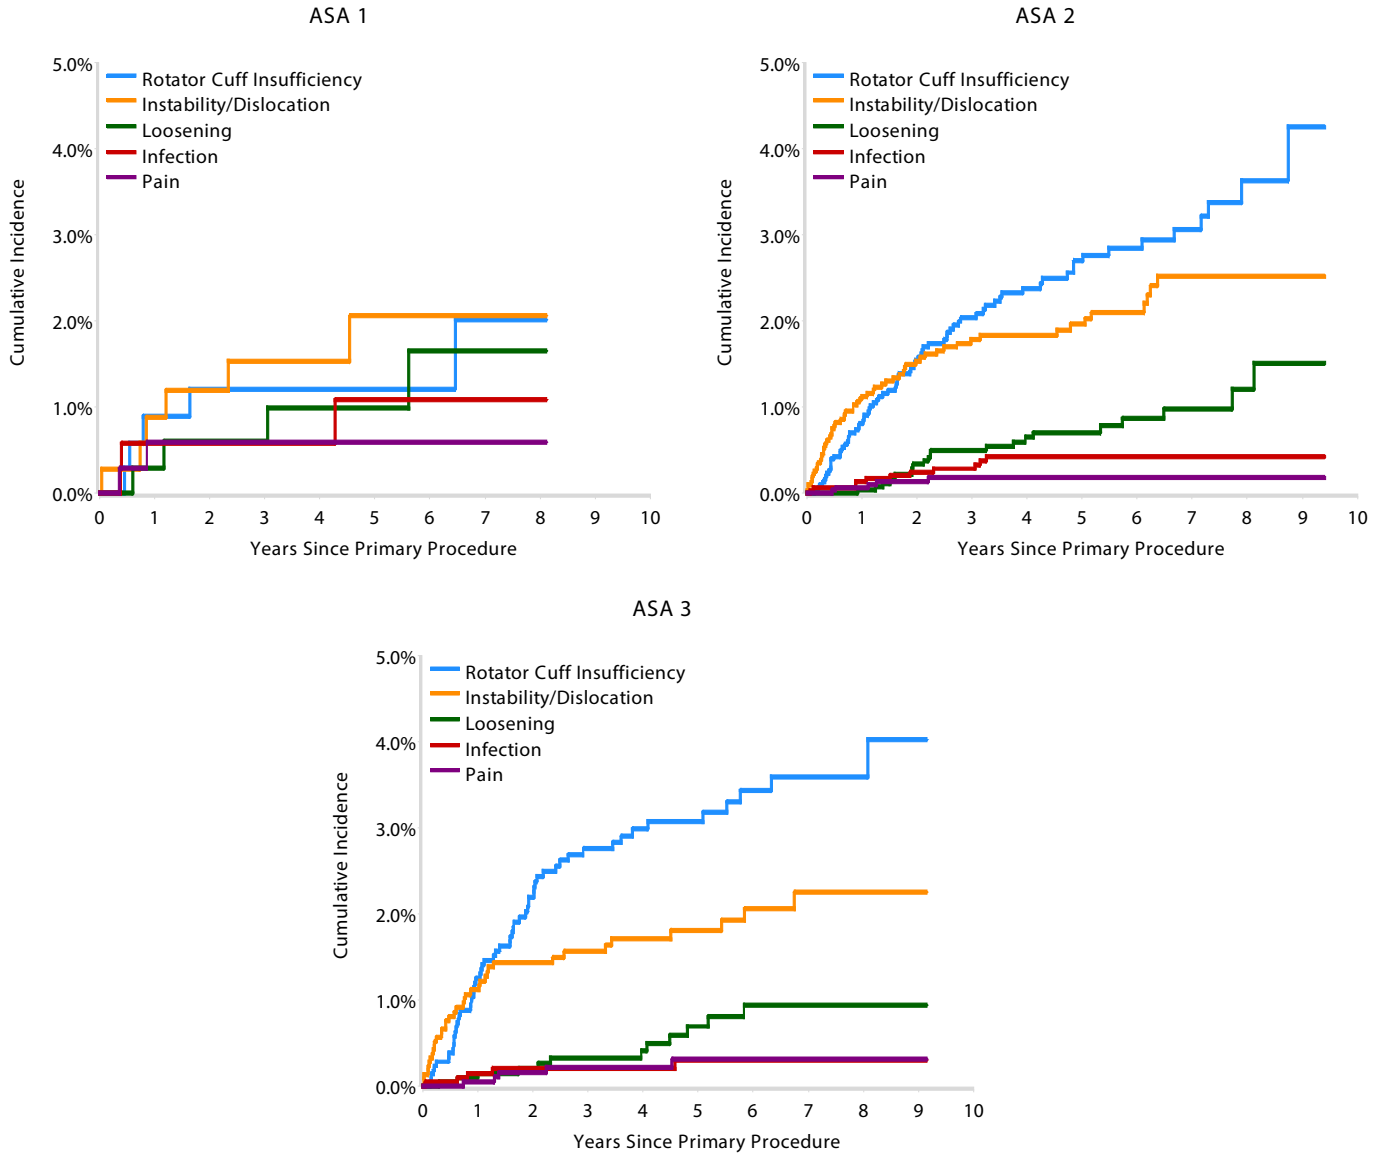 ASA 1
5.0%
4.0%
3.0%
2.0%
1.0%
0.0%
Cumulative Incidence
Rotator Cuff Insufficiency
Instability/Dislocation
Loosening
Infection
Pain
0 1 2 3 4 5 6 7 8 9 10
Years Since Primary Procedure
ASA 2
5.0%
4.0%
3.0%
2.0%
1.0%
0.0%
Cumulative Incidence
Rotator Cuff Insufficiency
Instability/Dislocation
Loosening
Infection
Pain
0 1 2 3 4 5 6 7 8 9 10
Years Since Primary Procedure
ASA 3
5.0%
4.0%
3.0%
2.0%
1.0%
0.0%
Cumulative Incidence
Rotator Cuff Insufficiency
Instability/Dislocation
Loosening
Infection
Pain
0 1 2 3 4 5 6 7 8 9 10
Years Since Primary Procedure